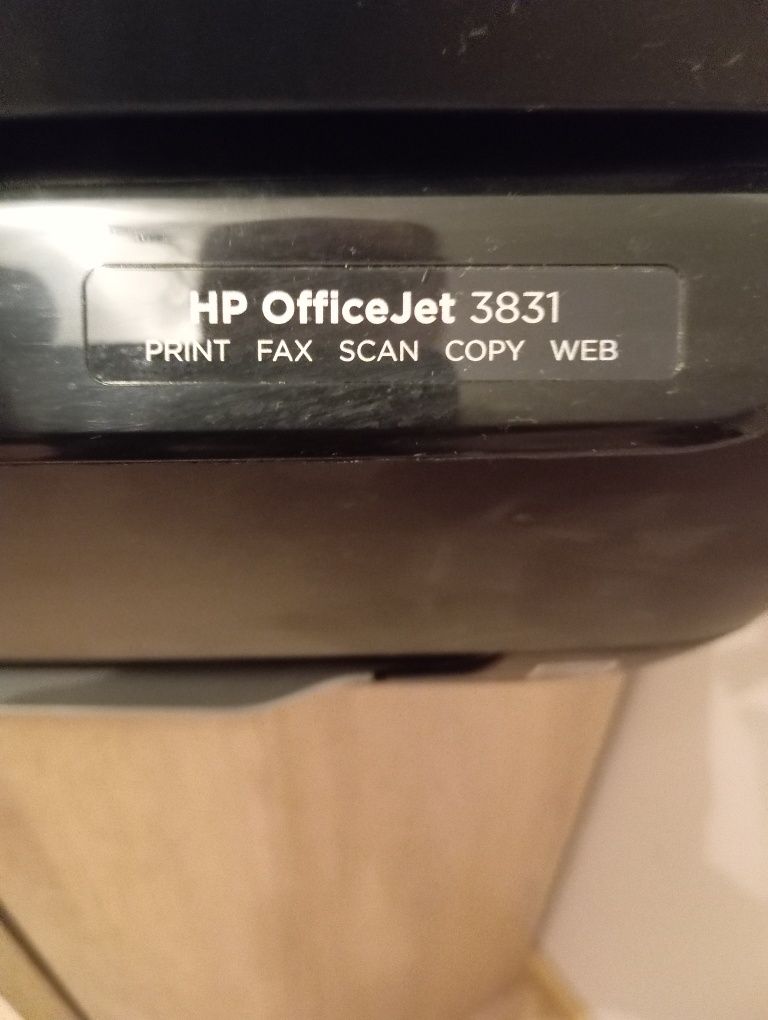 HP OfficeJet 3831
PRINT FAX SCAN COPY WEB